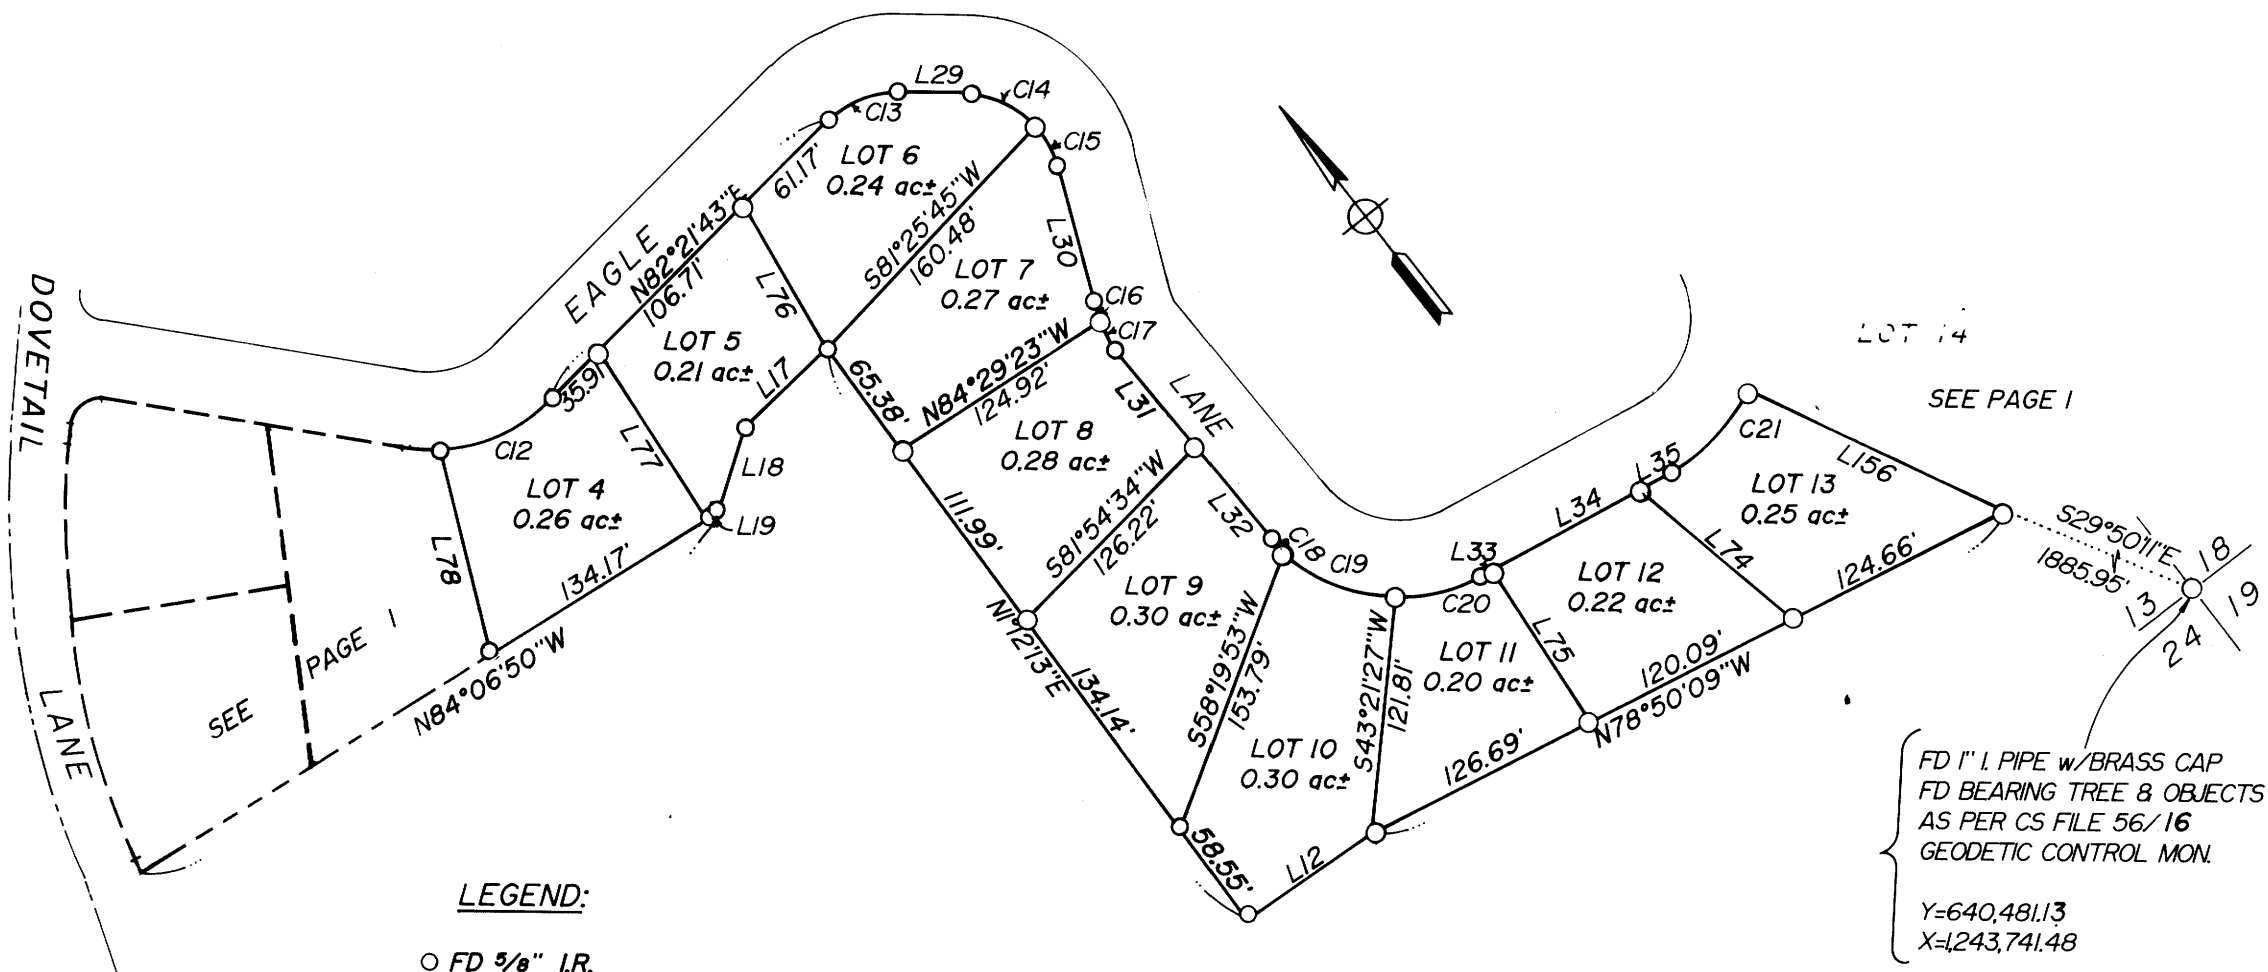 L29
C14
C13
C15
LOT 6
0.24 ac±
61.17'
N82°21'43"E
106.71'
EAGLE
S81°25'45"W
160.48'
L30
L76
LOT 7
0.27 ac±
C16
C17
DOVETAIL
LANE
LOT 5
0.21 ac±
35.91'
L17
65.38'
N84°29'23"W
124.92'
L31
LANE
LOT 14
SEE PAGE 1
C12
L77
L18
L19
LOT 8
0.28 ac±
LOT 4
0.26 ac±
L78
134.17'
111.99'
S81°54'34"W
126.22'
L32
C18
C19
L33
L34
L35
C21
L156
LOT 13
0.25 ac±
S29°50'11"E
1885.95'
18
13
19
24
LOT 9
0.30 ac±
C20
LOT 12
0.22 ac±
L74
124.66'
SEE PAGE 1
N84°06'50"W
N1°12'13"E
134.14'
S58°19'53"W
153.79'
S43°21'27"W
121.81'
LOT 11
0.20 ac±
L75
120.09'
N78°50'09"W
LOT 10
0.30 ac±
126.69'
58.55'
L12
FD 1" I. PIPE w/BRASS CAP
FD BEARING TREE & OBJECTS
AS PER CS FILE 56/16
GEODETIC CONTROL MON.
Y=640,481.13
X=1,243,741.48
LEGEND:
FD 5/8" I.R.